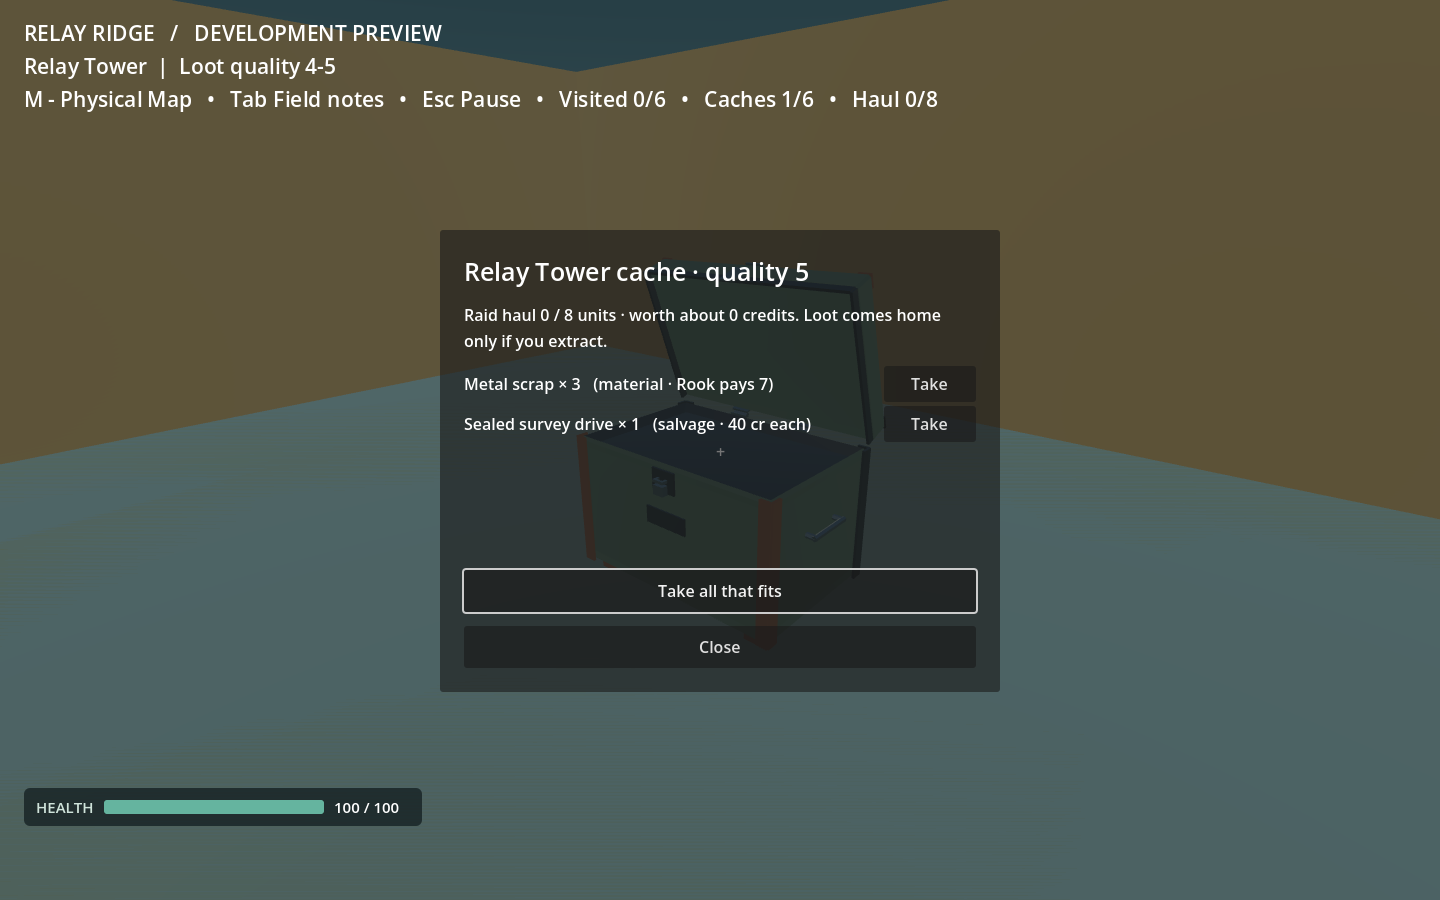 RELAY RIDGE / DEVELOPMENT PREVIEW
Relay Tower | Loot quality 4-5
M - Physical Map • Tab Field notes • Esc Pause • Visited 0/6 • Caches 1/6 • Haul 0/8
Relay Tower cache · quality 5
Raid haul 0 / 8 units · worth about 0 credits. Loot comes home
only if you extract.
Metal scrap × 3 (material · Rook pays 7) Take
Sealed survey drive × 1 (salvage · 40 cr each) Take
Take all that fits
Close
HEALTH 100 / 100